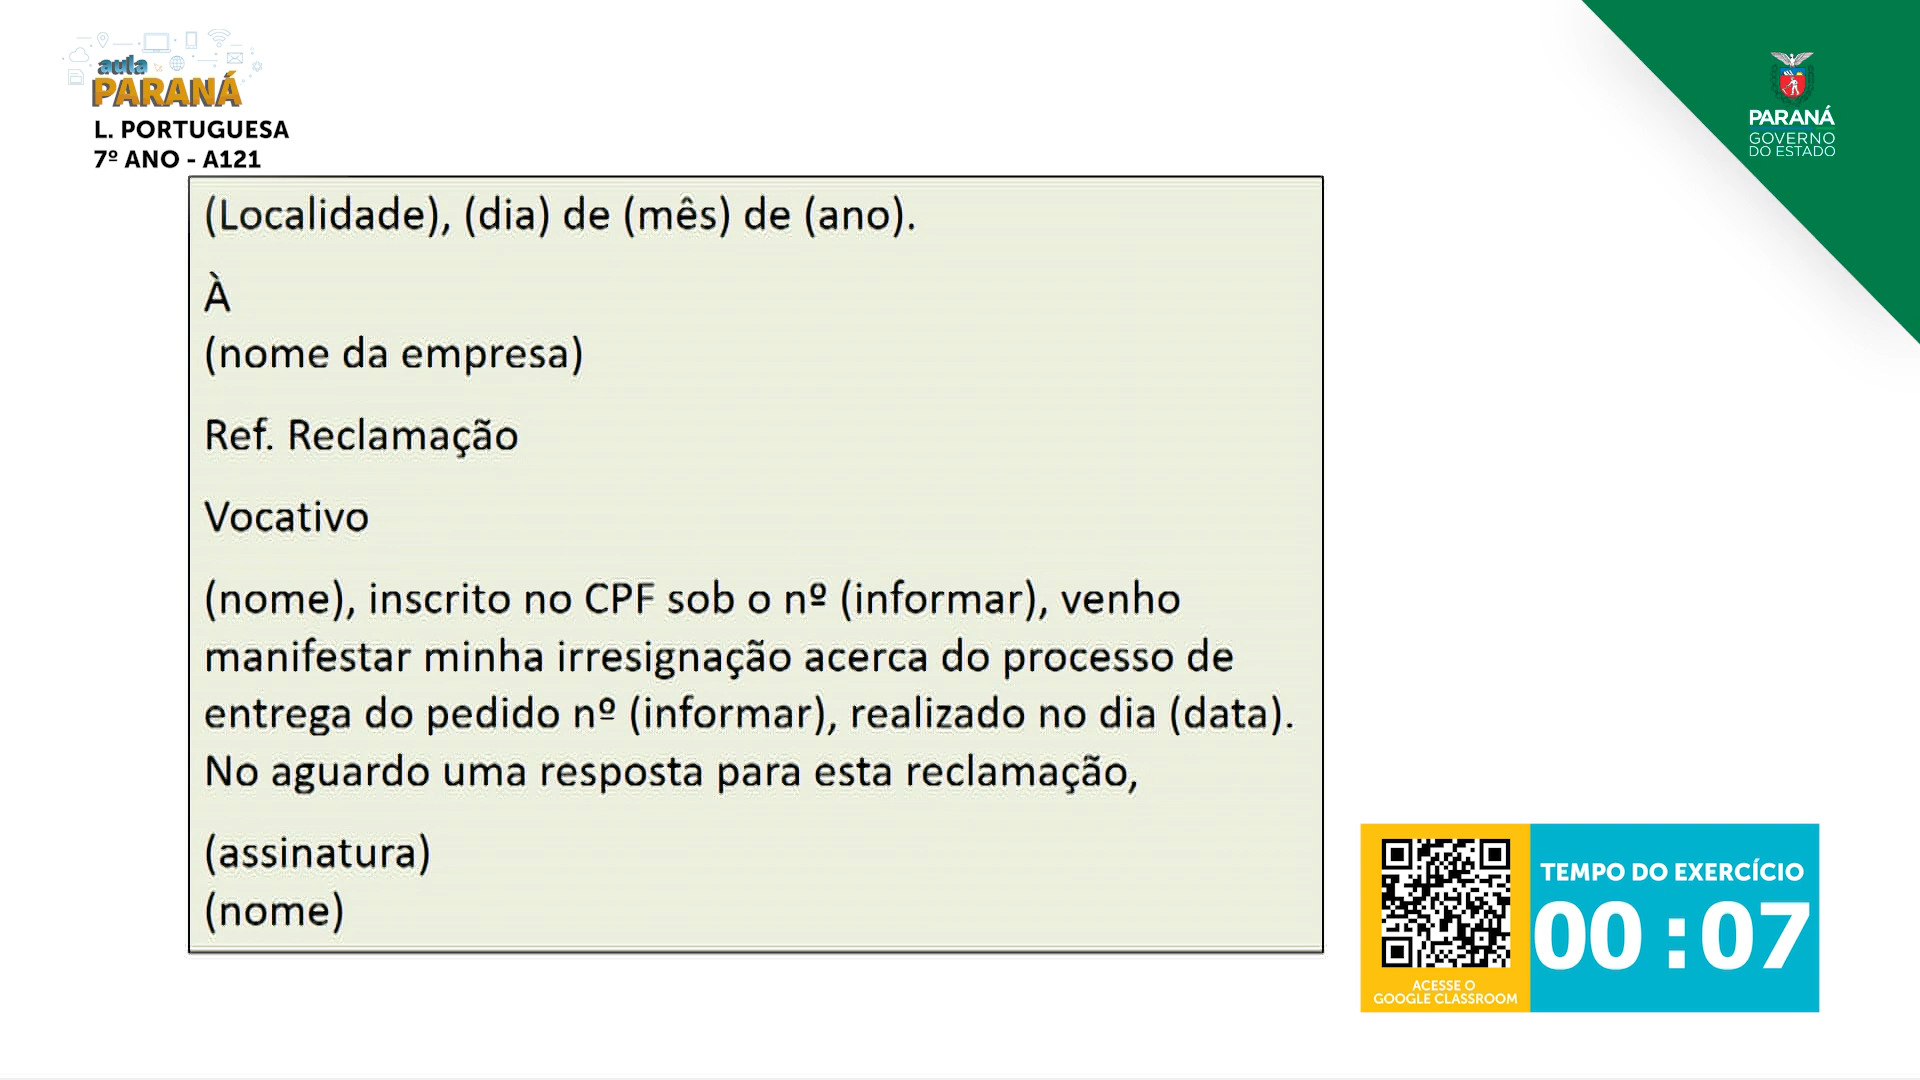 aula
PARANÁ
L. PORTUGUESA
7º ANO - A121
PARANÁ
GOVERNO
DO ESTADO
(Localidade), (dia) de (mês) de (ano).
À
(nome da empresa)
Ref. Reclamação
Vocativo
(nome), inscrito no CPF sob o nº (informar), venho
manifestar minha irresignação acerca do processo de
entrega do pedido nº (informar), realizado no dia (data).
No aguardo uma resposta para esta reclamação,
(assinatura)
(nome)
TEMPO DO EXERCÍCIO
00:07
ACESSE O
GOOGLE CLASSROOM